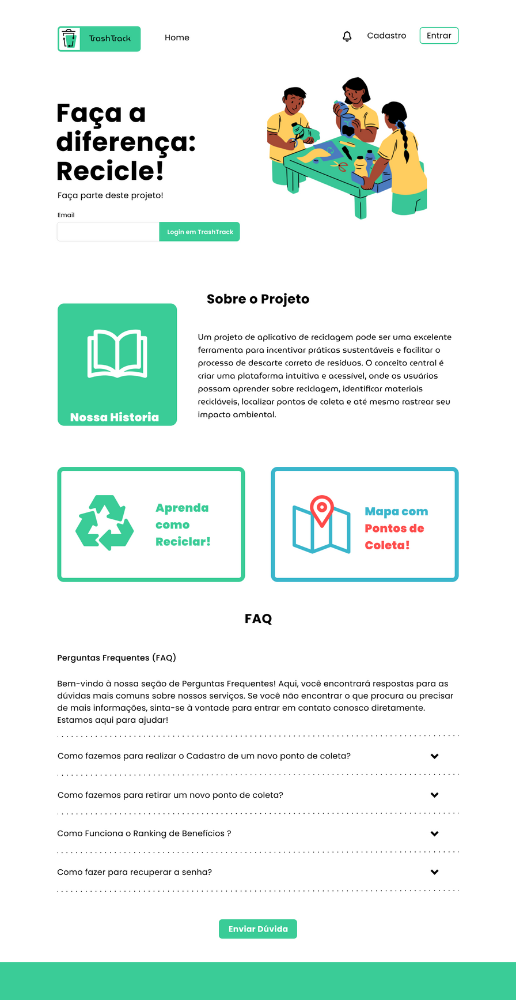 TrashTrack
Home
Cadastro
Entrar
Faça a
diferença:
Recicle!
Faça parte deste projeto!
Email
Login em TrashTrack
Sobre o Projeto
Nossa Historia
Um projeto de aplicativo de reciclagem pode ser uma excelente
ferramenta para incentivar práticas sustentáveis e facilitar o
processo de descarte correto de resíduos. O conceito central é
criar uma plataforma intuitiva e acessível, onde os usuários
possam aprender sobre reciclagem, identificar materiais
recicláveis, localizar pontos de coleta e até mesmo rastrear seu
impacto ambiental.
Aprenda
como
Reciclar!
Mapa com
Pontos de
Coleta!
FAQ
Perguntas Frequentes (FAQ)
Bem-vindo à nossa seção de Perguntas Frequentes! Aqui, você encontrará respostas para as
dúvidas mais comuns sobre nossos serviços. Se você não encontrar o que procura ou precisar
de mais informações, sinta-se à vontade para entrar em contato conosco diretamente.
Estamos aqui para ajudar!
Como fazemos para realizar o Cadastro de um novo ponto de coleta?
Como fazemos para retirar um novo ponto de coleta?
Como Funciona o Ranking de Benefícios ?
Como fazer para recuperar a senha?
Enviar Dúvida